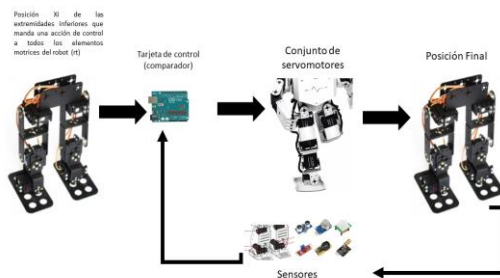 Posición Xi de las
extremidades inferiores que
manda una acción de control
a todos los elementos
motrices del robot (rt)
Tarjeta de control
(comparador)
Conjunto de
servomotores
Posición Final
Sensores